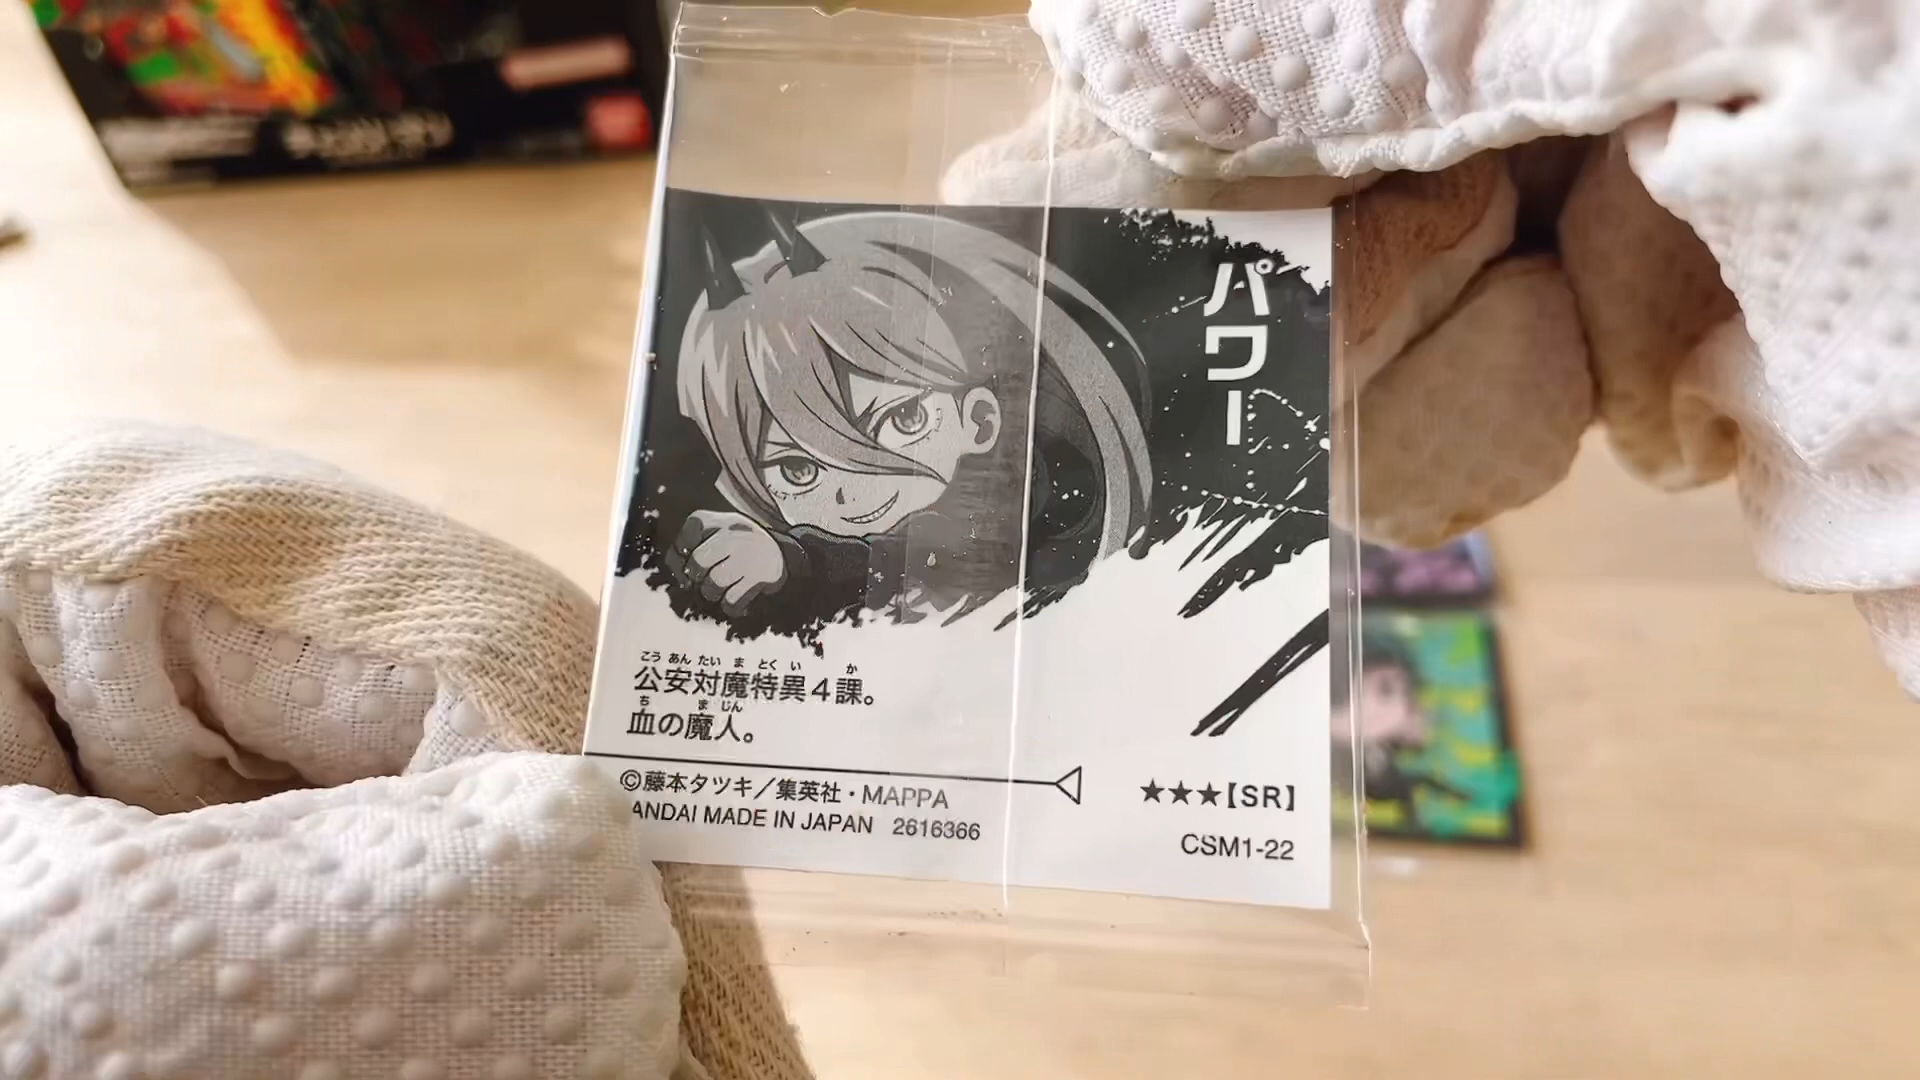 パワー
こうあんたいまとくい か
公安対魔特異4課。
ち まじん
血の魔人。
©藤本タツキ/集英社・MAPPA
ANDAI MADE IN JAPAN 2616366
★★★【SR】
CSM1-22